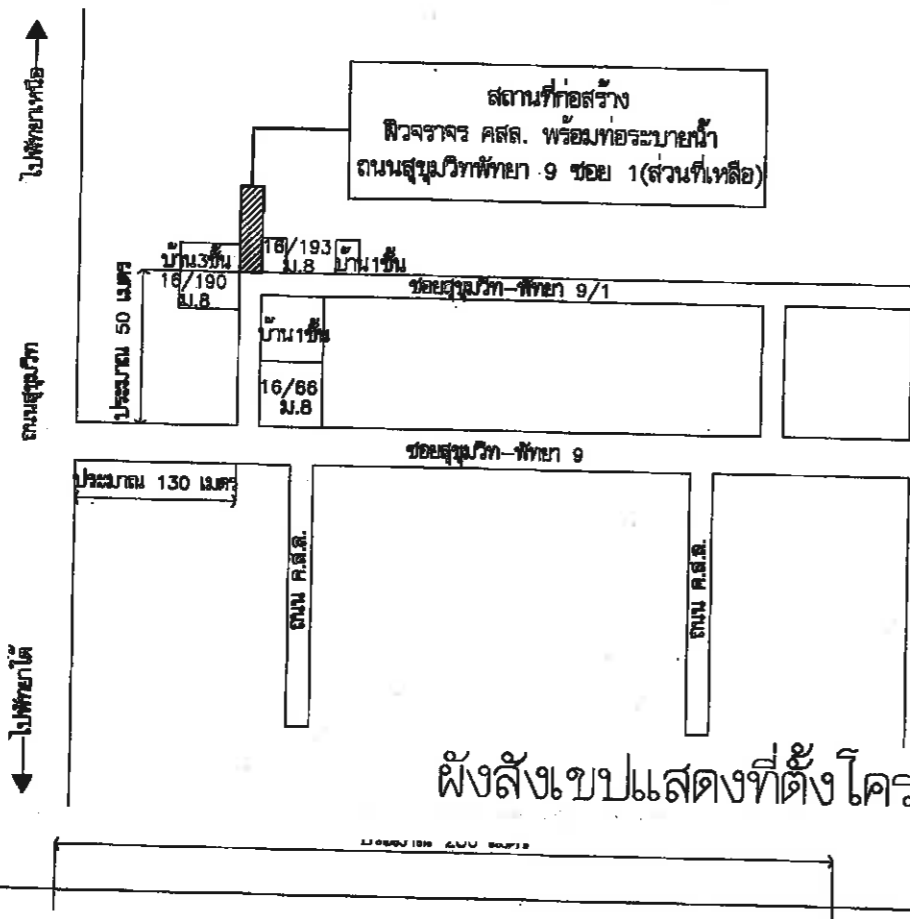 ไปพัทยาเหนือ
สถานที่ก่อสร้าง
ผิวจราจร คสล. พร้อมท่อระบายน้ำ
ถนนสุขุมวิทพัทยา 9 ซอย 1(ส่วนที่เหลือ)
บ้าน3ชั้น
16/190
ม.8
16/193
ม.8
บ้าน1ชั้น
ซอยสุขุมวิท-พัทยา 9/1
ประมาณ 50 เมตร
บ้าน1ชั้น
16/66
ม.8
ถนนสุขุมวิท
ซอยสุขุมวิท-พัทยา 9
ประมาณ 130 เมตร
ถนน ค.ส.ล.
ถนน ค.ส.ล.
ไปพัทยาใต้
ผังสังเขปแสดงที่ตั้งโคร